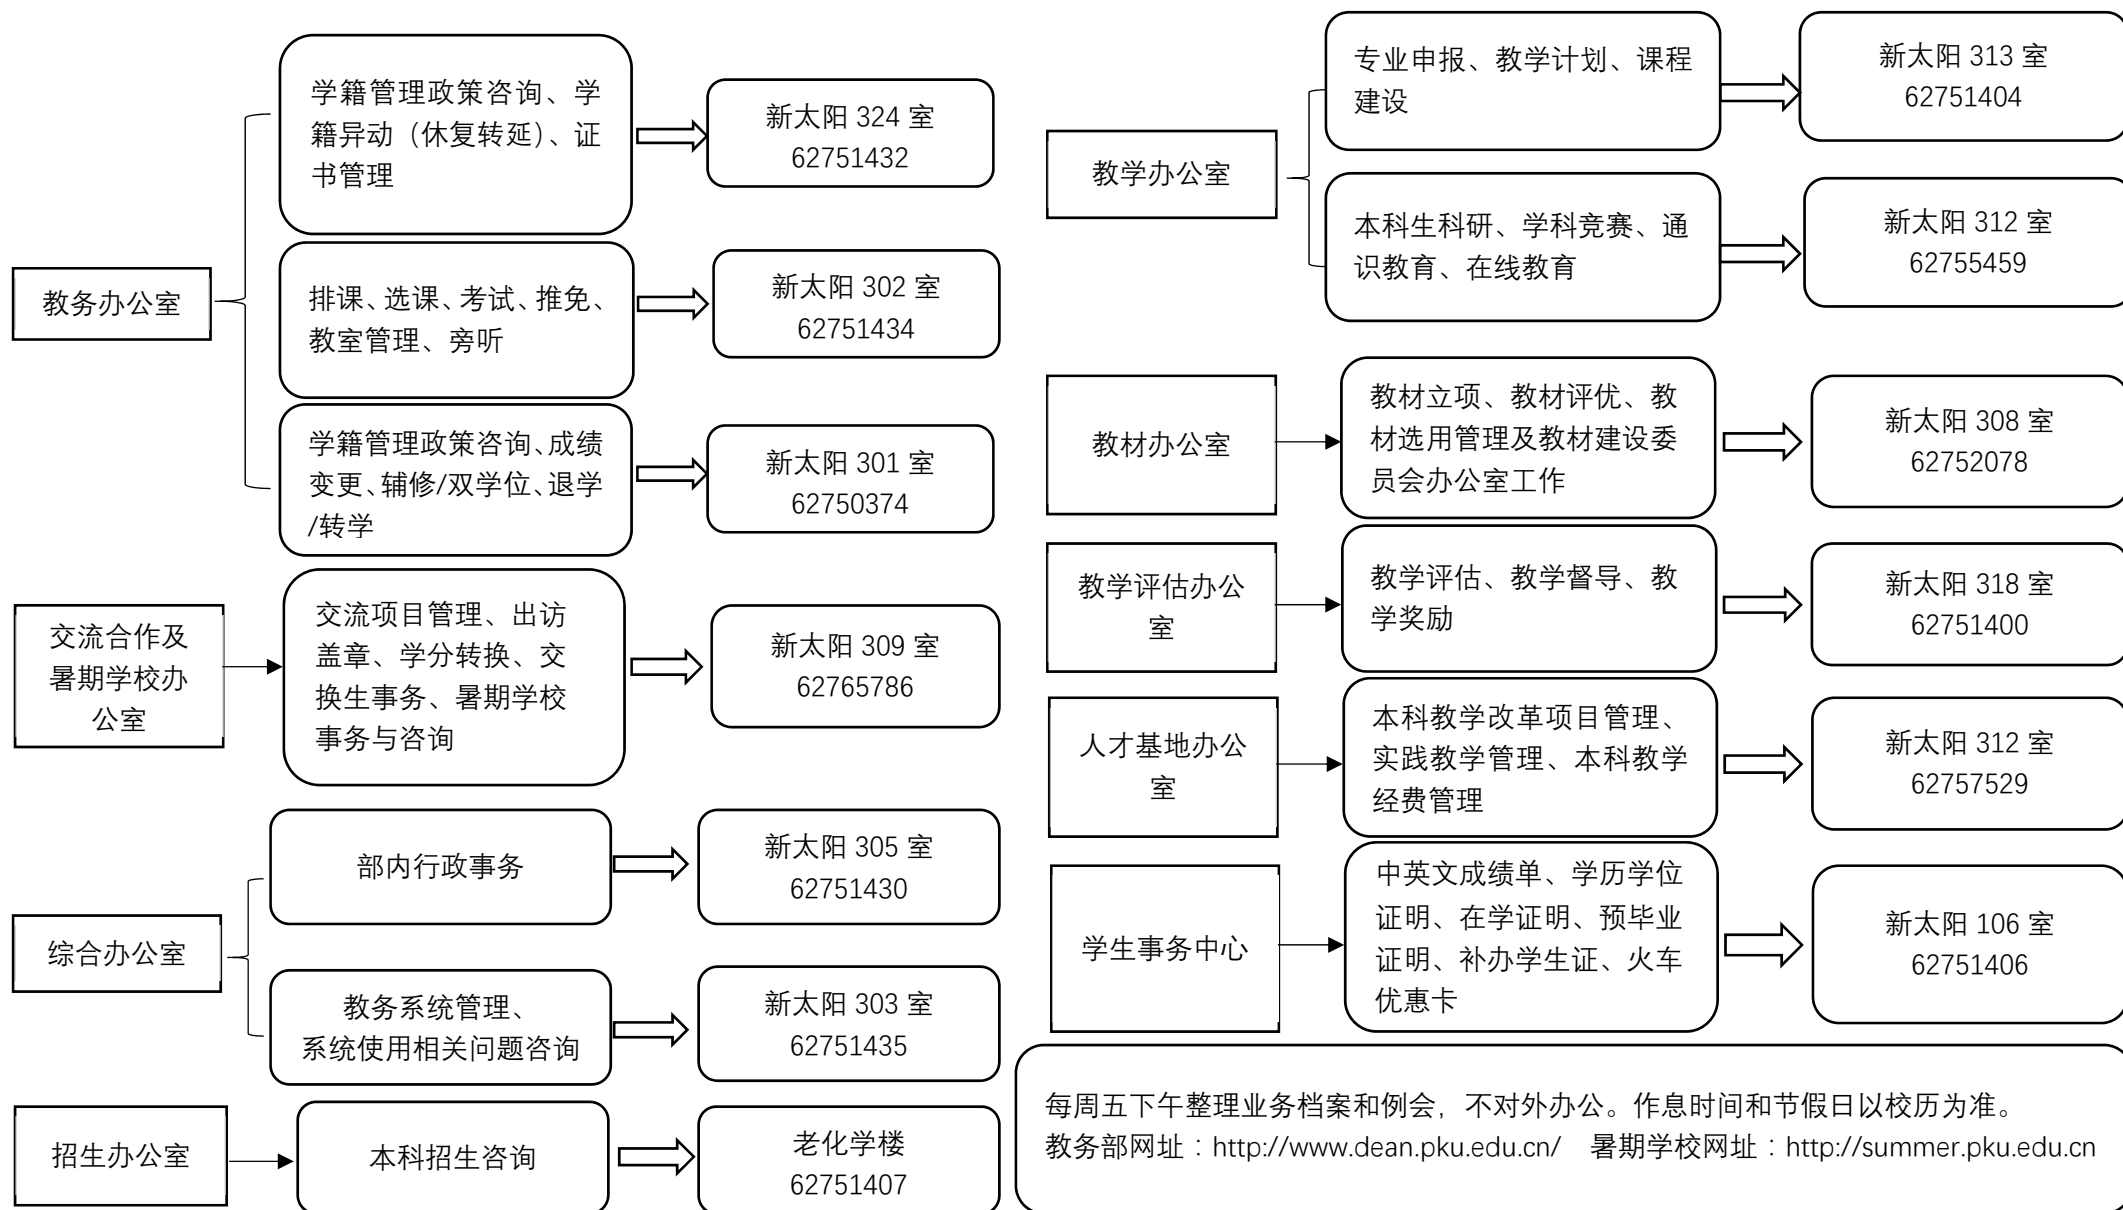 教务办公室
学籍管理政策咨询、学
籍异动（休复转延）、证
书管理
新太阳 324 室
62751432
排课、选课、考试、推免、
教室管理、旁听
新太阳 302 室
62751434
学籍管理政策咨询、成绩
变更、辅修/双学位、退学
/转学
新太阳 301 室
62750374
交流合作及
暑期学校办
公室
交流项目管理、出访
盖章、学分转换、交
换生事务、暑期学校
事务与咨询
新太阳 309 室
62765786
综合办公室
部内行政事务
新太阳 305 室
62751430
教务系统管理、
系统使用相关问题咨询
新太阳 303 室
62751435
招生办公室
本科招生咨询
老化学楼
62751407
教学办公室
专业申报、教学计划、课程
建设
新太阳 313 室
62751404
本科生科研、学科竞赛、通
识教育、在线教育
新太阳 312 室
62755459
教材办公室
教材立项、教材评优、教
材选用管理及教材建设委
员会办公室工作
新太阳 308 室
62752078
教学评估办公
室
教学评估、教学督导、教
学奖励
新太阳 318 室
62751400
人才基地办公
室
本科教学改革项目管理、
实践教学管理、本科教学
经费管理
新太阳 312 室
62757529
学生事务中心
中英文成绩单、学历学位
证明、在学证明、预毕业
证明、补办学生证、火车
优惠卡
新太阳 106 室
62751406
每周五下午整理业务档案和例会，不对外办公。作息时间和节假日以校历为准。
教务部网址：http://www.dean.pku.edu.cn/ 暑期学校网址：http://summer.pku.edu.cn